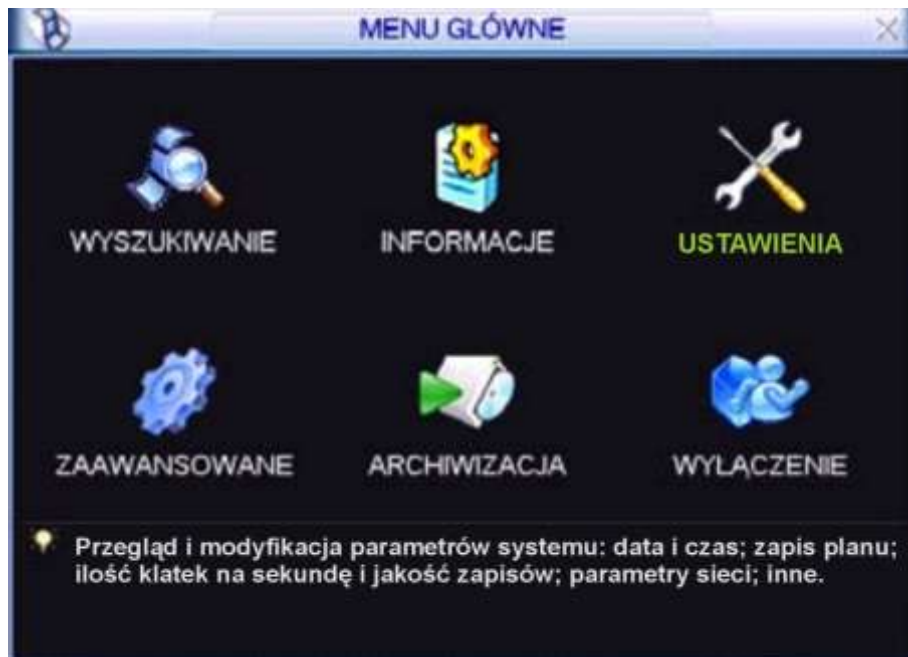 MENU GLÓWNE
WYSZUKIWANIE
INFORMACJE
USTAWIENIA
ZAAWANSOWANE
ARCHIWIZACJA
WYLĄCZENIE
Przegląd i modyfikacja parametrów systemu: data i czas; zapis planu;
ilość klatek na sekundę i jakość zapisów; parametry sieci; inne.